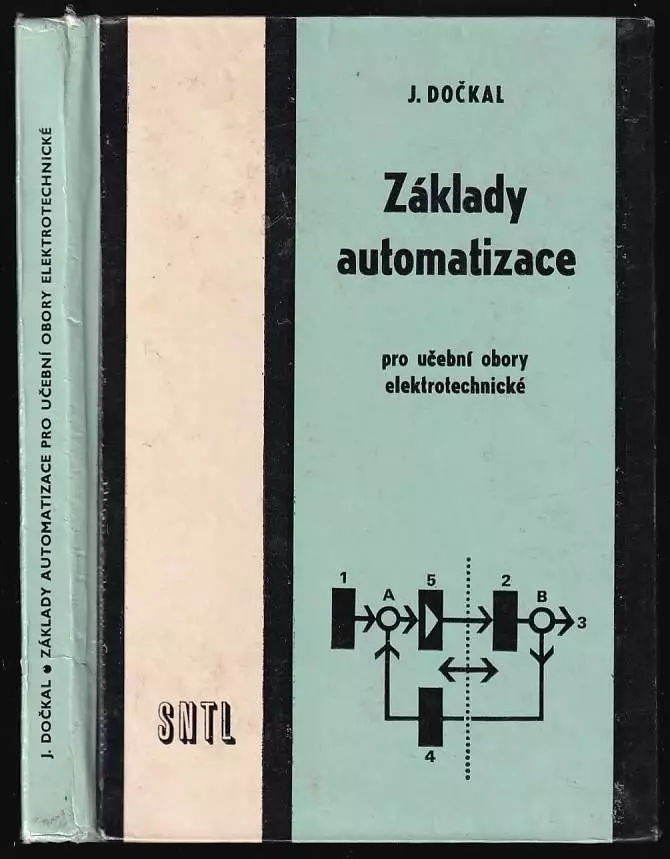 J. DOČKAL • ZÁKLADY AUTOMATIZACE PRO UČEBNÍ OBORY ELEKTROTECHNICKÉ
J. DOČKAL
Základy
automatizace
pro učební obory
elektrotechnické
1
A
5
2
B
3
4
SNTL